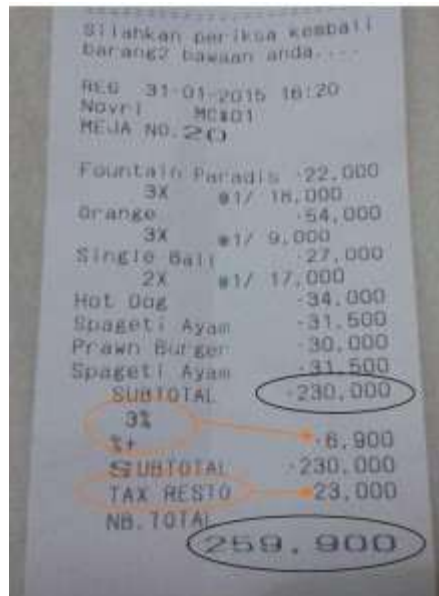 Silahkan periksa kembali
barang2 bawaan anda....
REG 31-01-2015 16:20
Novri MC#01
MEJA NO.20
Fountain Paradis ·22,000
3X @1/ 18,000
Orange ·54,000
3X @1/ 9,000
Single Ball ·27,000
2X @1/ 17,000
Hot Dog ·34,000
Spageti Ayam ·31,500
Prawn Burger ·30,000
Spageti Ayam ·31,500
SUBTOTAL ·230,000
3%
%+ ·6,900
SUBTOTAL ·230,000
TAX RESTO ·23,000
NB.TOTAL
259,900